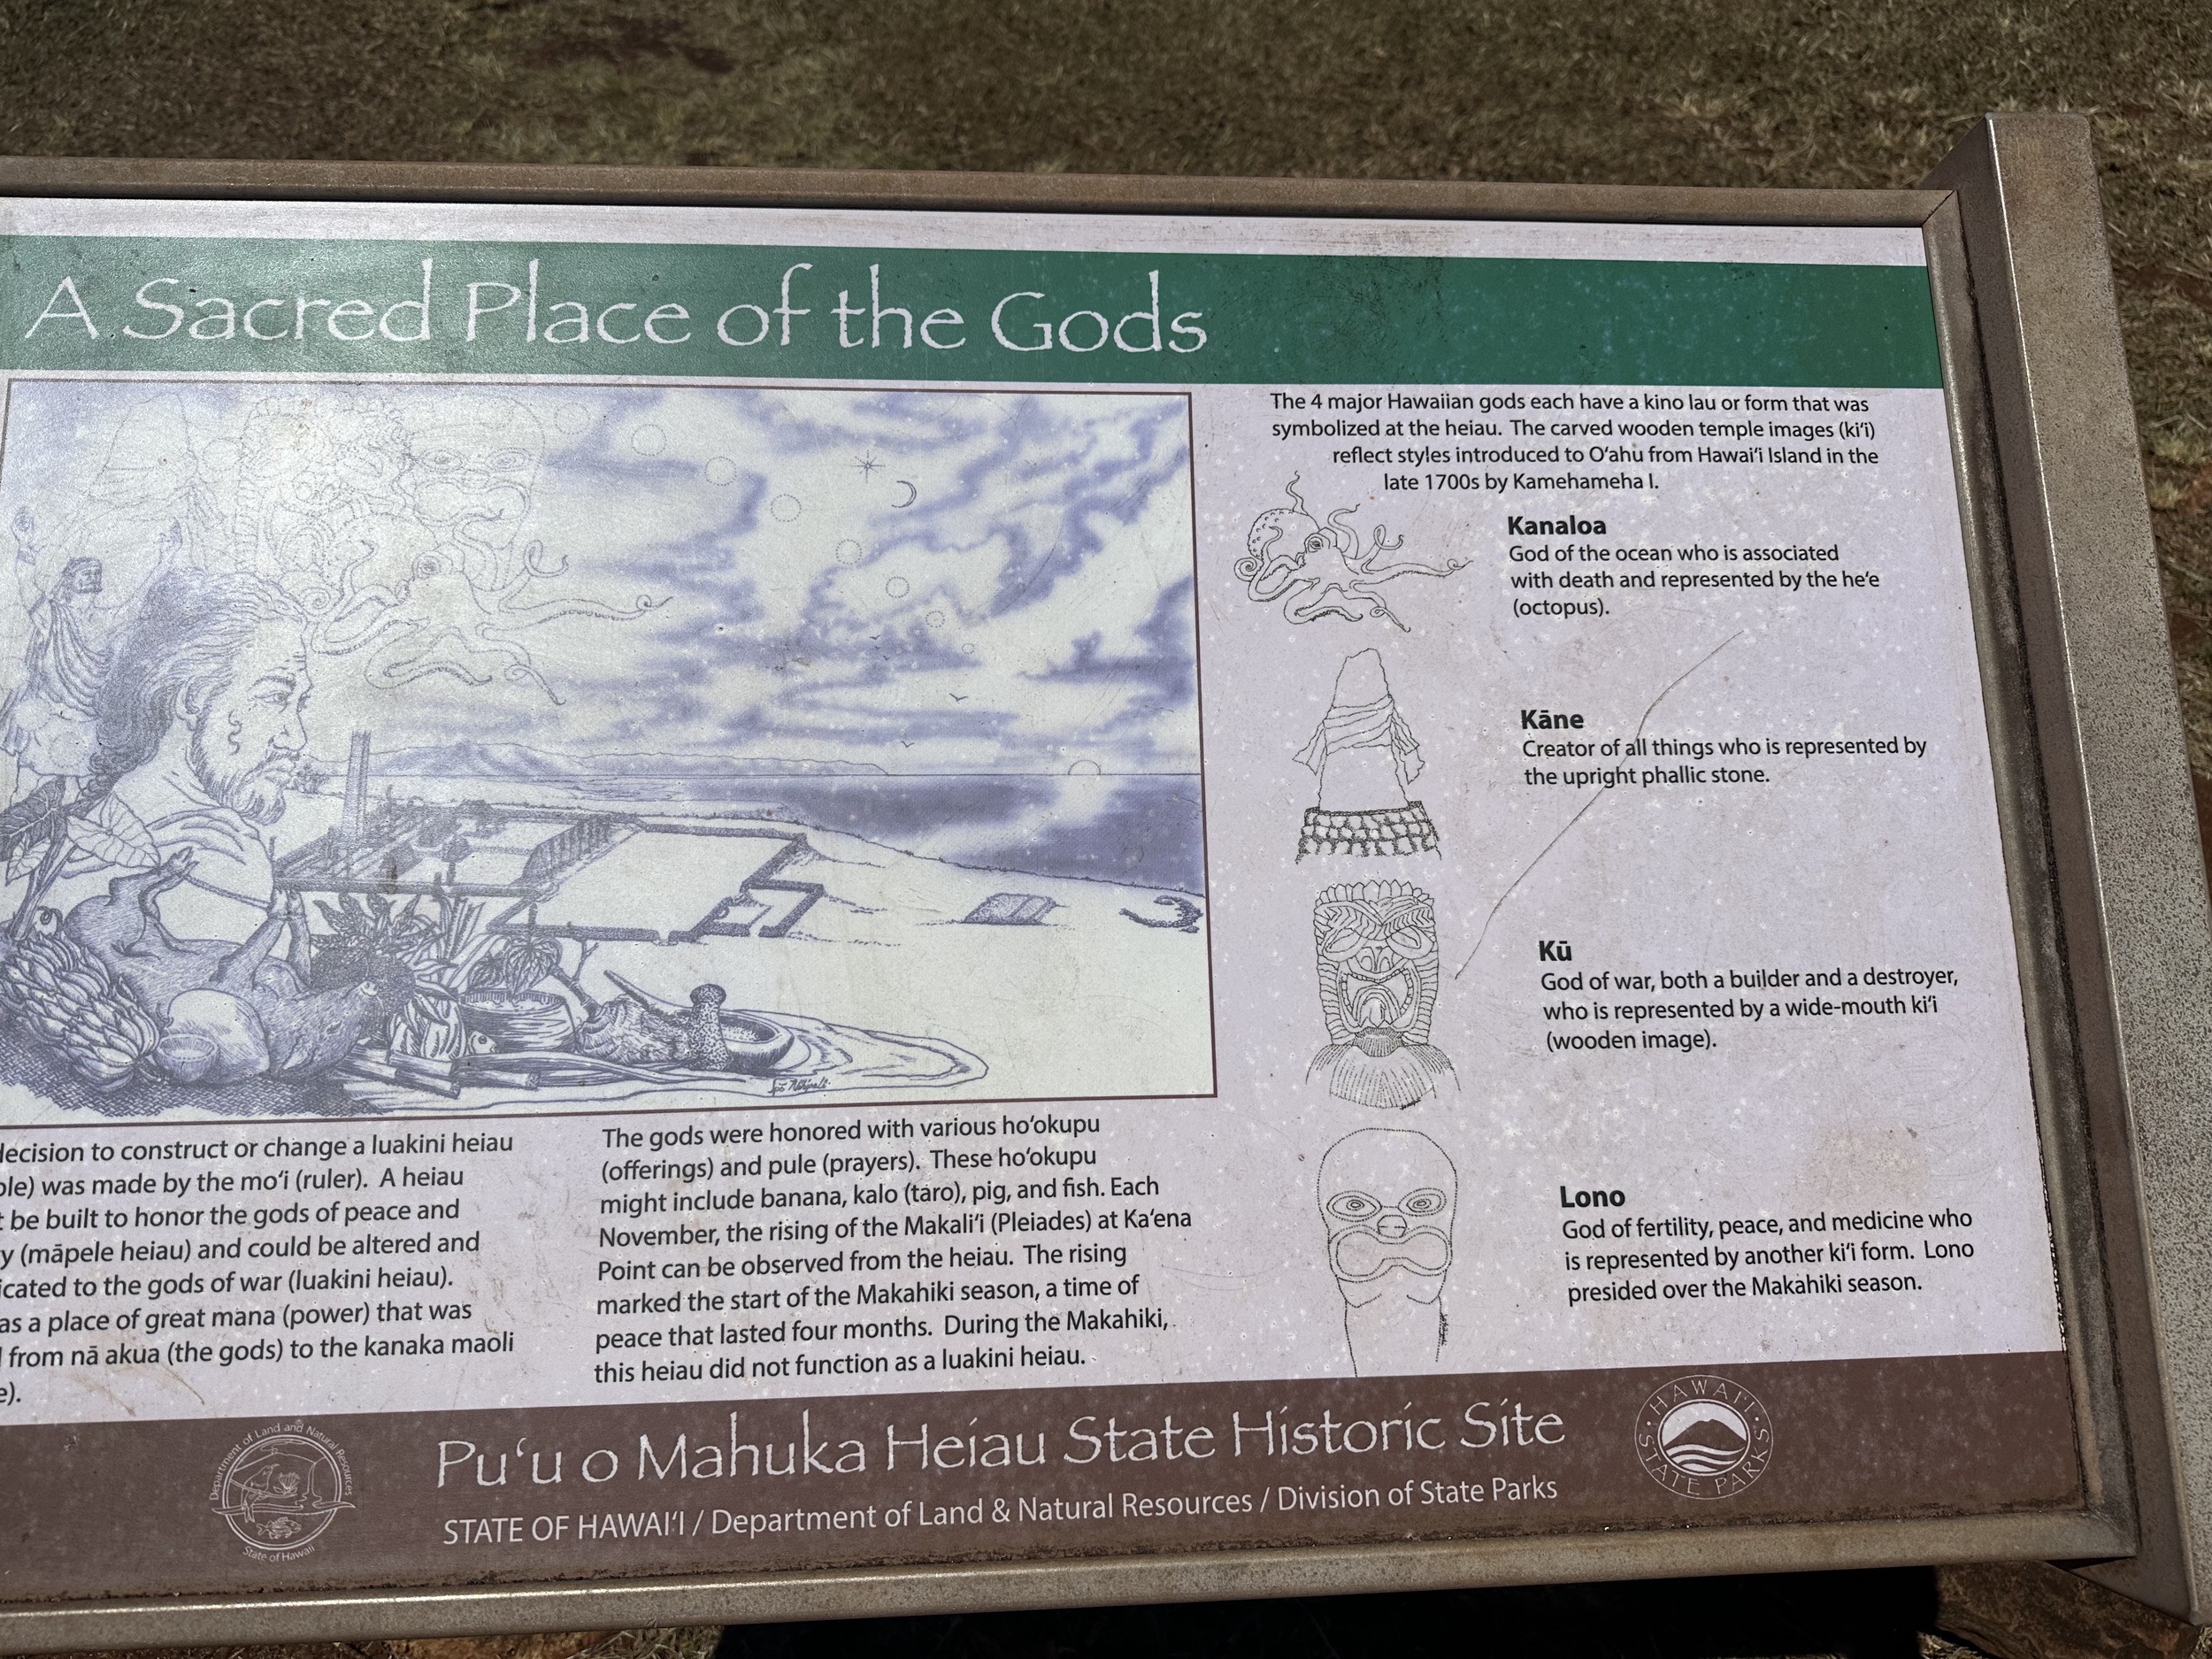 A Sacred Place of the Gods
The 4 major Hawaiian gods each have a kino lau or form that was
symbolized at the heiau. The carved wooden temple images (ki‘i)
reflect styles introduced to O‘ahu from Hawai‘i Island in the
late 1700s by Kamehameha I.
Kanaloa
God of the ocean who is associated
with death and represented by the he‘e
(octopus).
Kāne
Creator of all things who is represented by
the upright phallic stone.
Kū
God of war, both a builder and a destroyer,
who is represented by a wide-mouth ki‘i
(wooden image).
Lono
God of fertility, peace, and medicine who
is represented by another ki‘i form. Lono
presided over the Makahiki season.
decision to construct or change a luakini heiau
was made by the mo‘i (ruler). A heiau
be built to honor the gods of peace and
(māpele heiau) and could be altered and
to the gods of war (luakini heiau).
as a place of great mana (power) that was
from nā akua (the gods) to the kanaka maoli
The gods were honored with various ho‘okupu
(offerings) and pule (prayers). These ho‘okupu
might include banana, kalo (taro), pig, and fish. Each
November, the rising of the Makali‘i (Pleiades) at Ka‘ena
Point can be observed from the heiau. The rising
marked the start of the Makahiki season, a time of
peace that lasted four months. During the Makahiki,
this heiau did not function as a luakini heiau.
Pu‘u o Mahuka Heiau State Historic Site
STATE OF HAWAI‘I / Department of Land & Natural Resources / Division of State Parks
Department of Land and Natural Resources
State of Hawaii
HAWAI‘I
STATE PARKS